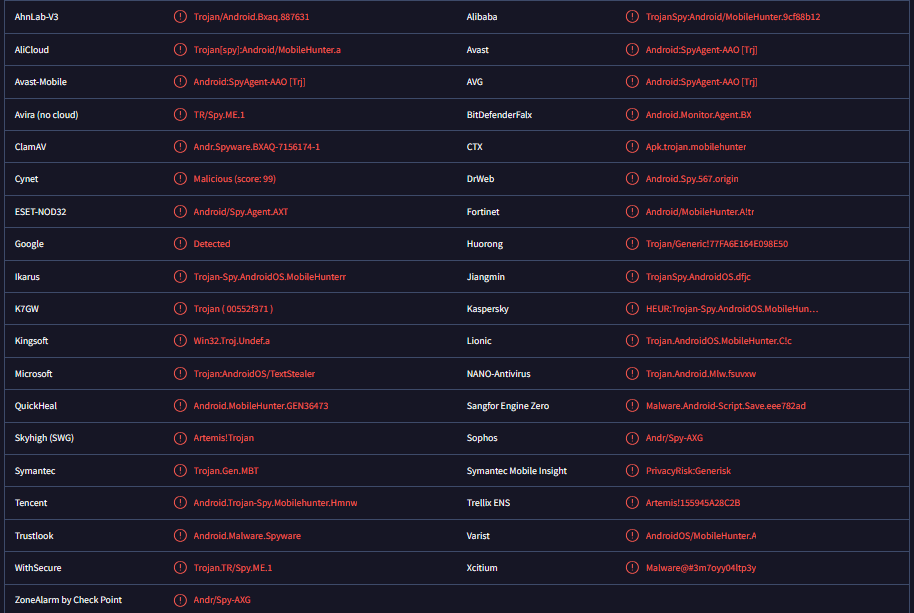 AhnLab-V3 Trojan/Android.Bxaq.887631 Alibaba TrojanSpy:Android/MobileHunter.9cf88b12
AliCloud Trojan[spy]:Android/MobileHunter.a Avast Android:SpyAgent-AAO [Trj]
Avast-Mobile Android:SpyAgent-AAO [Trj] AVG Android:SpyAgent-AAO [Trj]
Avira (no cloud) TR/Spy.ME.1 BitDefenderFalx Android.Monitor.Agent.BX
ClamAV Andr.Spyware.BXAQ-7156174-1 CTX Apk.trojan.mobilehunter
Cynet Malicious (score: 99) DrWeb Android.Spy.567.origin
ESET-NOD32 Android/Spy.Agent.AXT Fortinet Android/MobileHunter.A!tr
Google Detected Huorong Trojan/Generic!77FA6E164E098E50
Ikarus Trojan-Spy.AndroidOS.MobileHunterr Jiangmin TrojanSpy.AndroidOS.dfjc
K7GW Trojan ( 00552f371 ) Kaspersky HEUR:Trojan-Spy.AndroidOS.MobileHun...
Kingsoft Win32.Troj.Undef.a Lionic Trojan.AndroidOS.MobileHunter.C!c
Microsoft Trojan:AndroidOS/TextStealer NANO-Antivirus Trojan.Android.Mlw.fsuvxw
QuickHeal Android.MobileHunter.GEN36473 Sangfor Engine Zero Malware.Android-Script.Save.eee782ad
Skyhigh (SWG) Artemis!Trojan Sophos Andr/Spy-AXG
Symantec Trojan.Gen.MBT Symantec Mobile Insight PrivacyRisk:Generisk
Tencent Android.Trojan-Spy.Mobilehunter.Hmnw Trellix ENS Artemis!155945A28C2B
Trustlook Android.Malware.Spyware Varist AndroidOS/MobileHunter.A
WithSecure Trojan.TR/Spy.ME.1 Xcitium Malware@#3m7oyy04ltp3y
ZoneAlarm by Check Point Andr/Spy-AXG